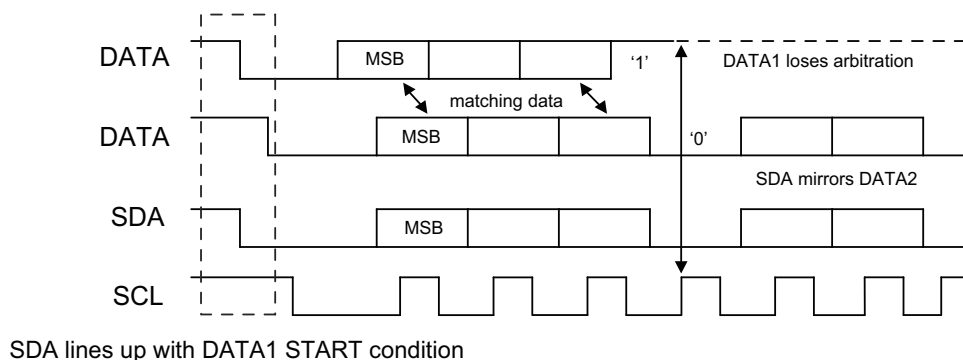 DATA
MSB
‘1’
DATA1 loses arbitration
matching data
DATA
MSB
‘0’
SDA mirrors DATA2
SDA
MSB
SCL
SDA lines up with DATA1 START condition